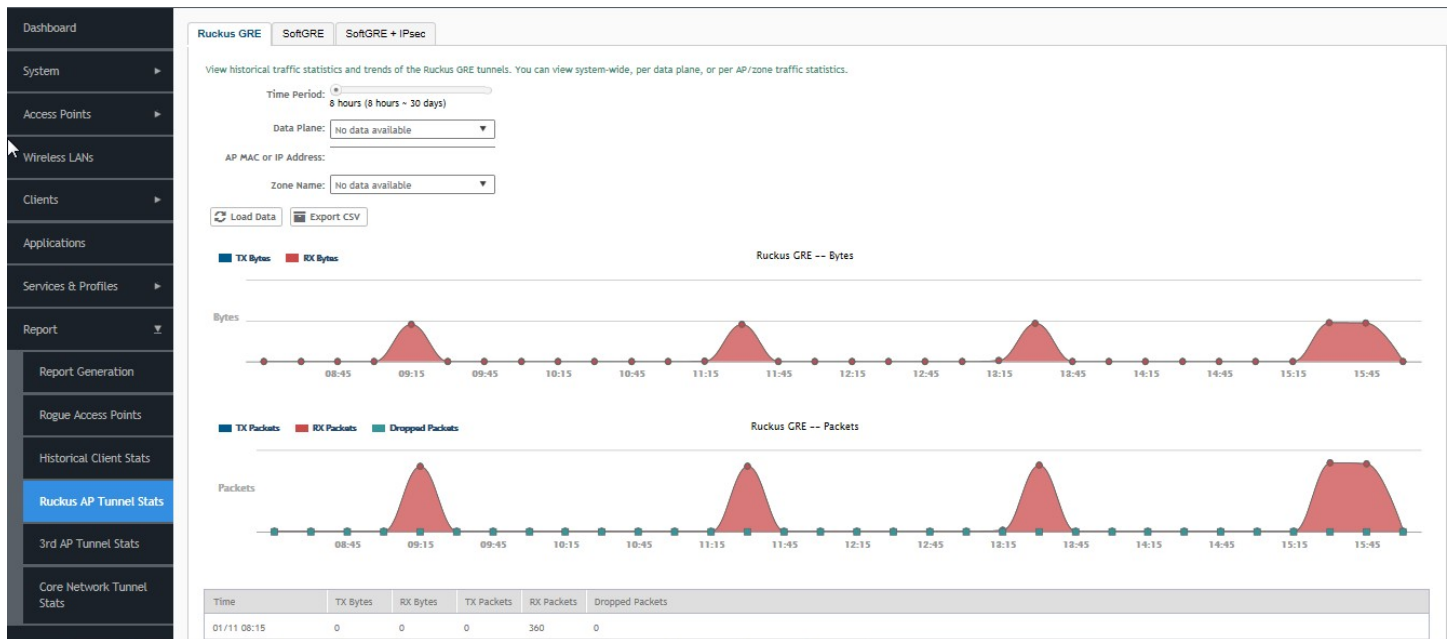 Dashboard
System
Access Points
Wireless LANs
Clients
Applications
Services & Profiles
Report
Report Generation
Rogue Access Points
Historical Client Stats
Ruckus AP Tunnel Stats
3rd AP Tunnel Stats
Core Network Tunnel
Stats
Ruckus GRE SoftGRE SoftGRE + IPsec
View historical traffic statistics and trends of the Ruckus GRE tunnels. You can view system-wide, per data plane, or per AP/zone traffic statistics.
Time Period:
8 hours (8 hours ~ 30 days)
Data Plane: No data available
AP MAC or IP Address:
Zone Name: No data available
Load Data Export CSV
TX Bytes RX Bytes Ruckus GRE -- Bytes
Bytes
08:45 09:15 09:45 10:15 10:45 11:15 11:45 12:15 12:45 13:15 13:45 14:15 14:45 15:15 15:45
TX Packets RX Packets Dropped Packets Ruckus GRE -- Packets
Packets
08:45 09:15 09:45 10:15 10:45 11:15 11:45 12:15 12:45 13:15 13:45 14:15 14:45 15:15 15:45
Time TX Bytes RX Bytes TX Packets RX Packets Dropped Packets
01/11 08:15 0 0 0 360 0